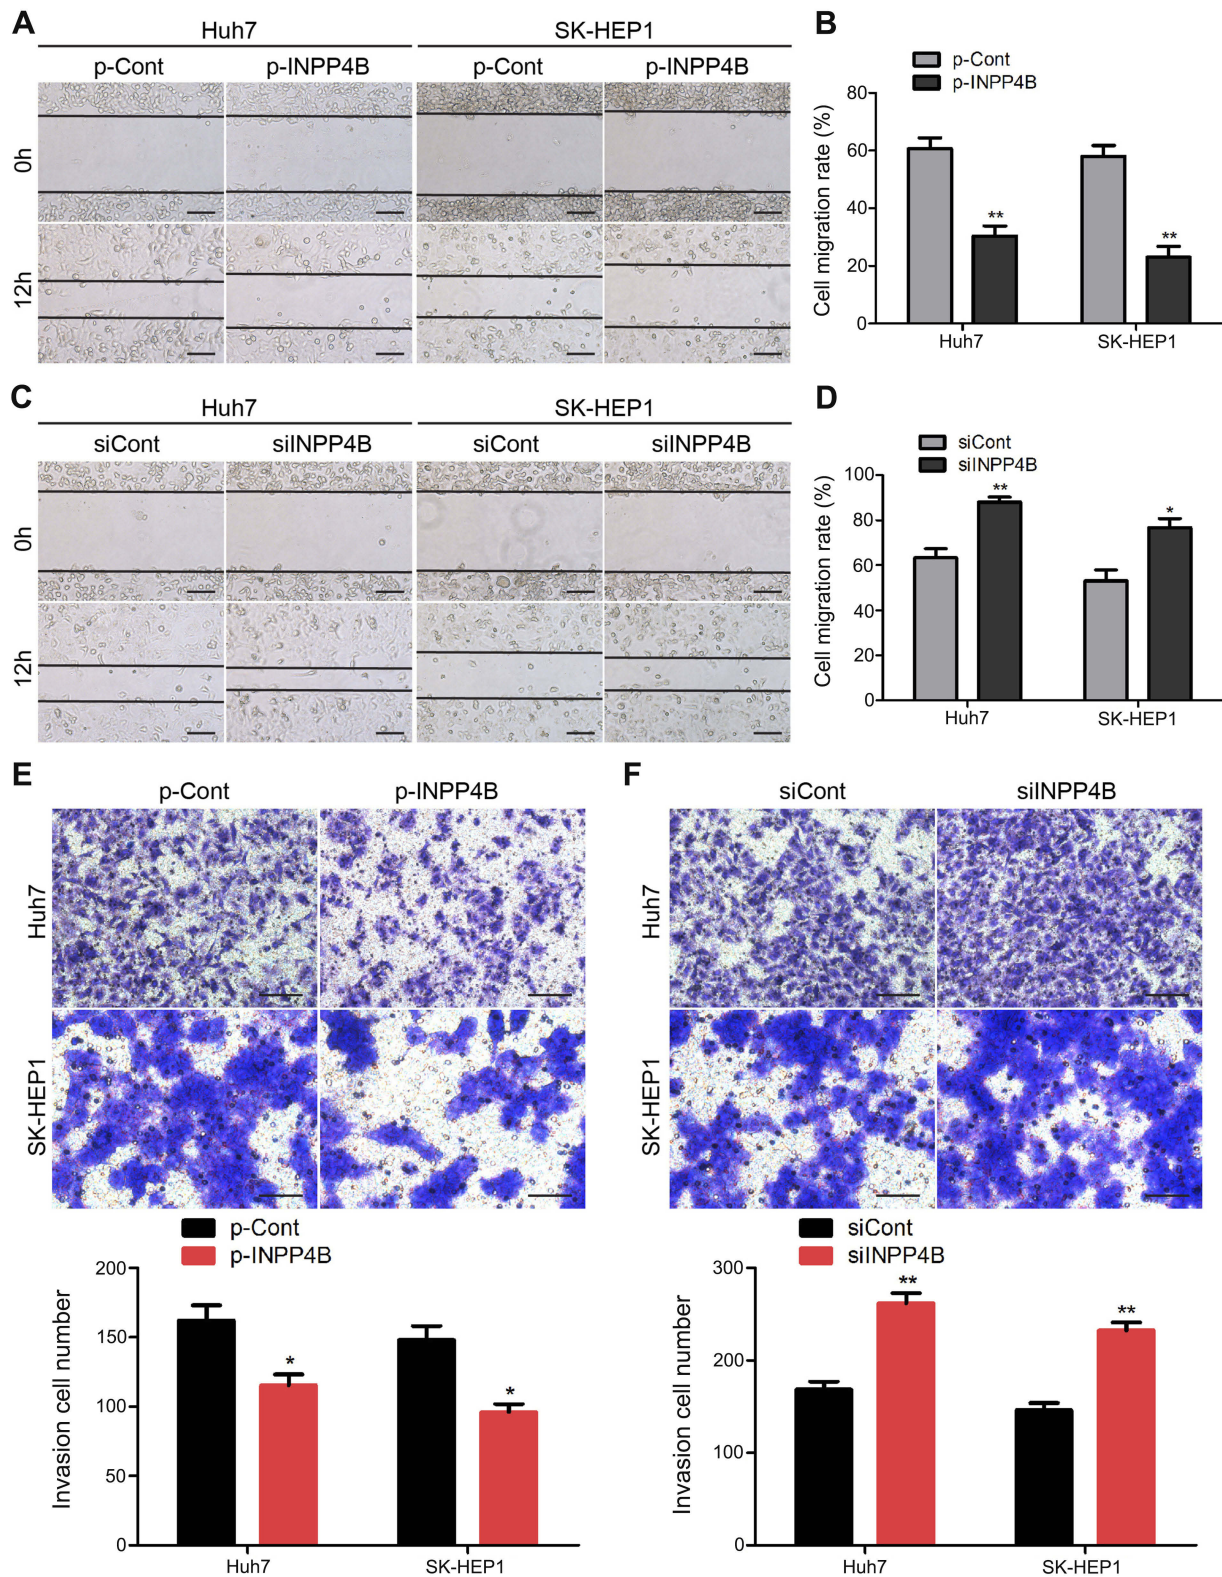 A
Huh7
SK-HEP1
p-Cont
p-INPP4B
p-Cont
p-INPP4B
0h
12h
B
p-Cont
p-INPP4B
Cell migration rate (%)
80
60
40
20
0
**
**
Huh7
SK-HEP1
C
Huh7
SK-HEP1
siCont
siINPP4B
siCont
siINPP4B
0h
12h
D
siCont
siINPP4B
Cell migration rate (%)
100
80
60
40
20
0
**
*
Huh7
SK-HEP1
E
p-Cont
p-INPP4B
Huh7
SK-HEP1
p-Cont
p-INPP4B
Invasion cell number
200
150
100
50
0
*
*
Huh7
SK-HEP1
F
siCont
siINPP4B
Huh7
SK-HEP1
siCont
siINPP4B
Invasion cell number
300
200
100
0
**
**
Huh7
SK-HEP1